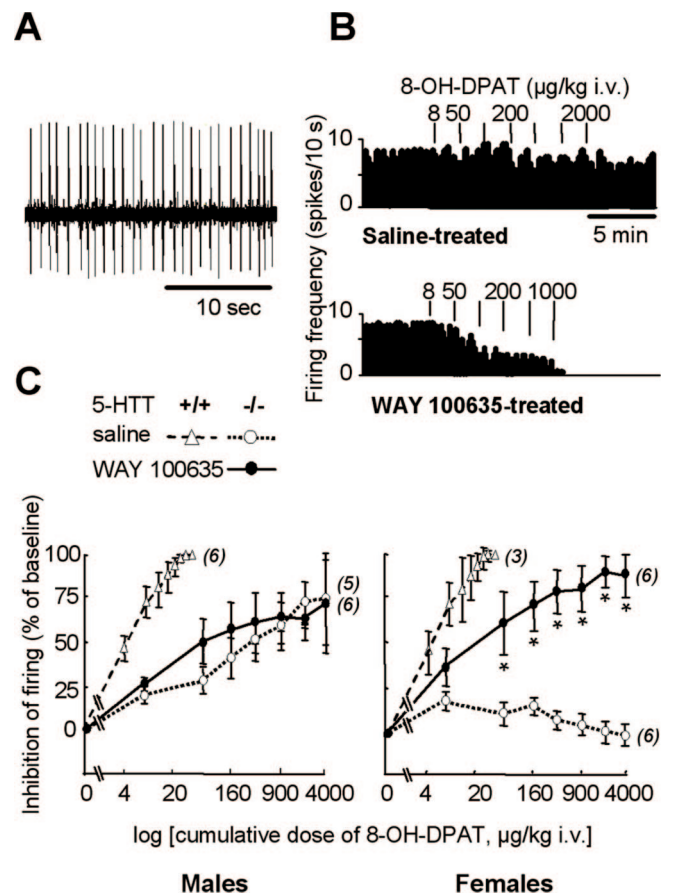 A
B
8-OH-DPAT (µg/kg i.v.)
8 50 200 2000
10
0
Saline-treated
5 min
10 sec
8 50 200 1000
10
0
WAY 100635-treated
Firing frequency (spikes/10 s)
C
5-HTT +/+ -/-
saline
WAY 100635
Inhibition of firing (% of baseline)
100
75
50
25
0
(6)
(5)
(6)
(3)
(6)
*
*
*
*
*
*
(6)
0 4 20 160 900 4000
0 4 20 160 900 4000
log [cumulative dose of 8-OH-DPAT, µg/kg i.v.]
Males Females